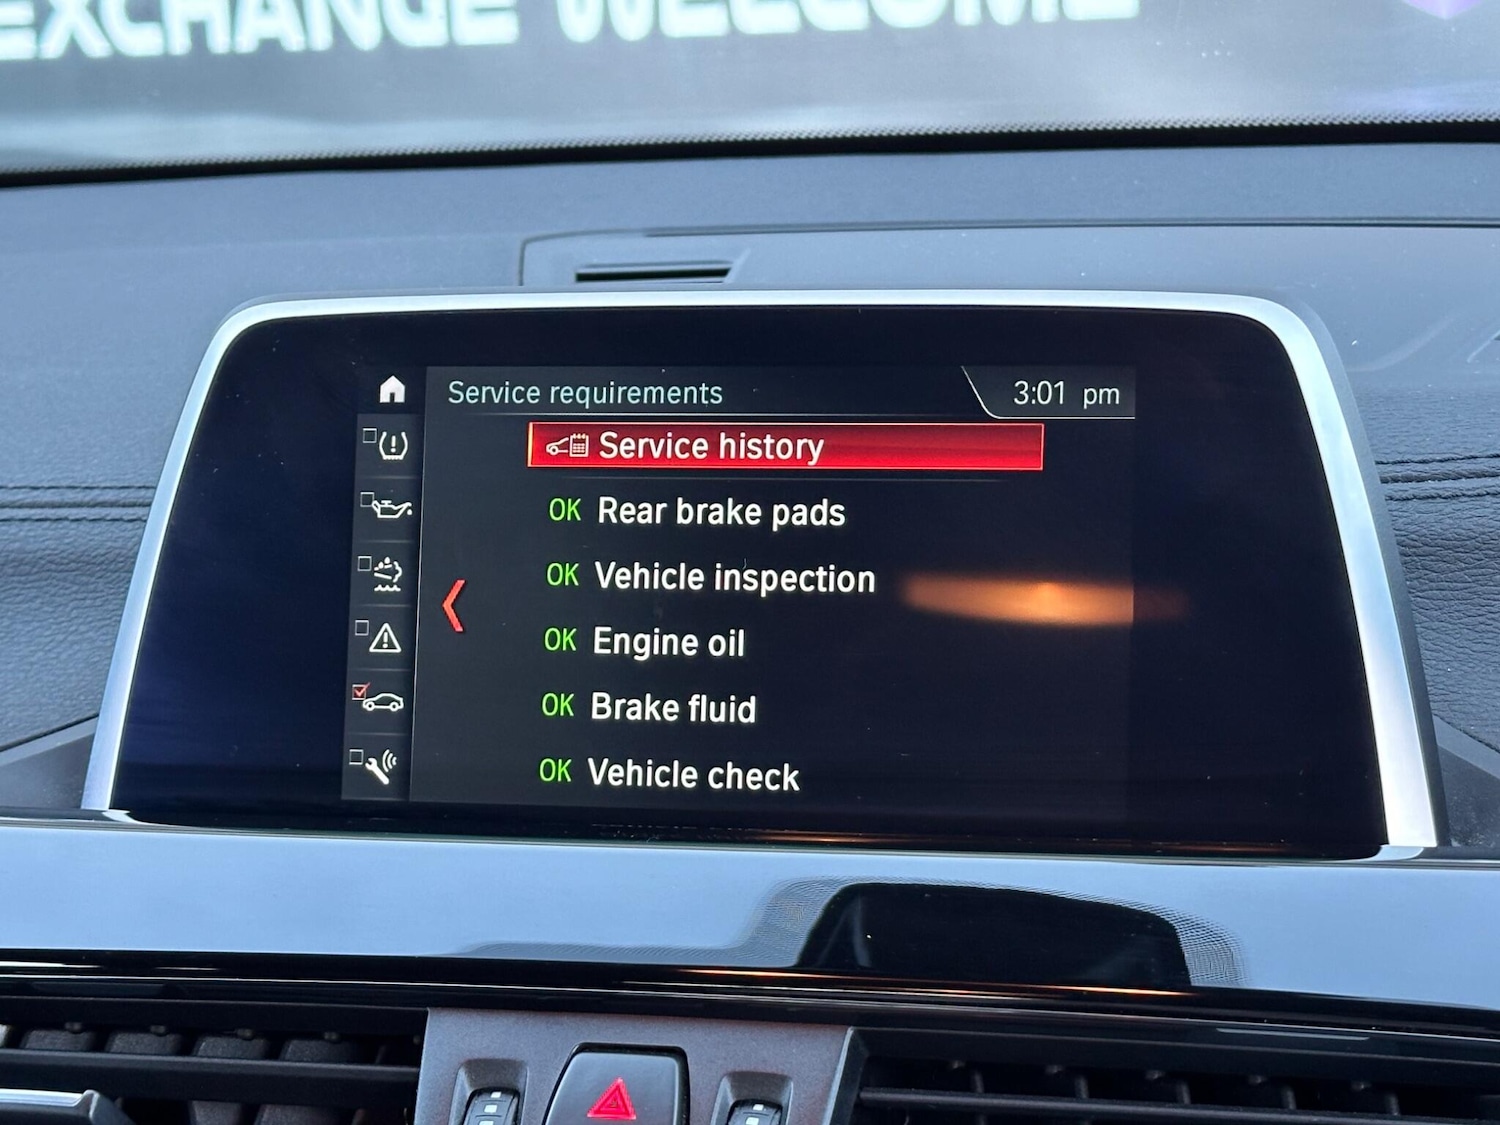 EXCHANGE WELCOME
Service requirements
3:01 pm
Service history
OK Rear brake pads
OK Vehicle inspection
OK Engine oil
OK Brake fluid
OK Vehicle check